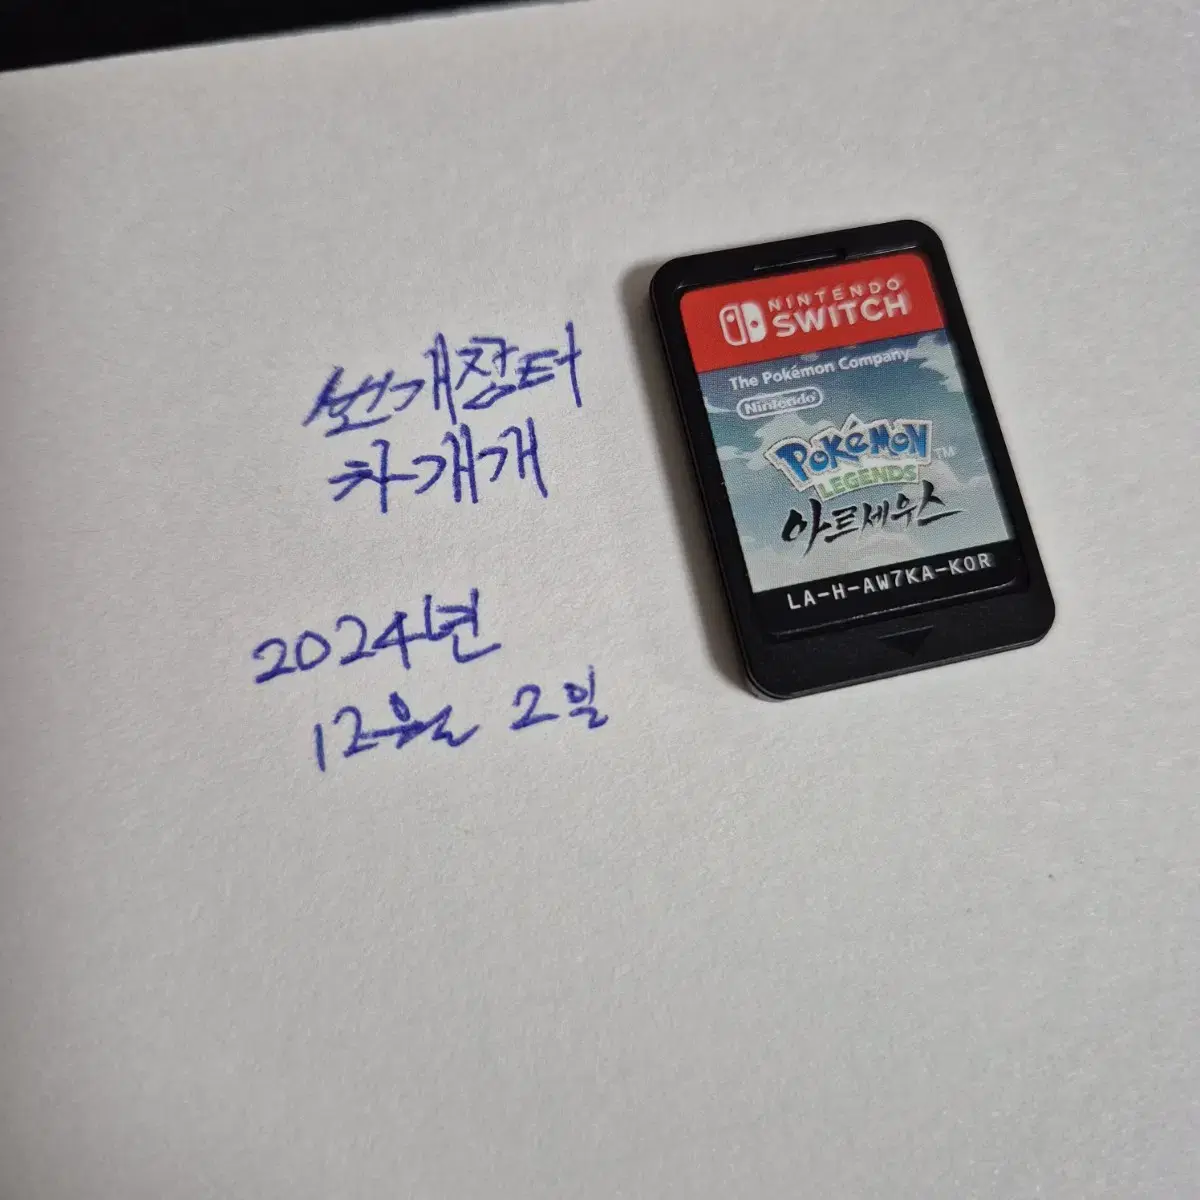 번개장터
차개개
2024년
12월 2일
NINTENDO
SWITCH
The Pokémon Company
Nintendo
POKéMON
TM
LEGENDS
아르세우스
LA-H-AW7KA-KOR